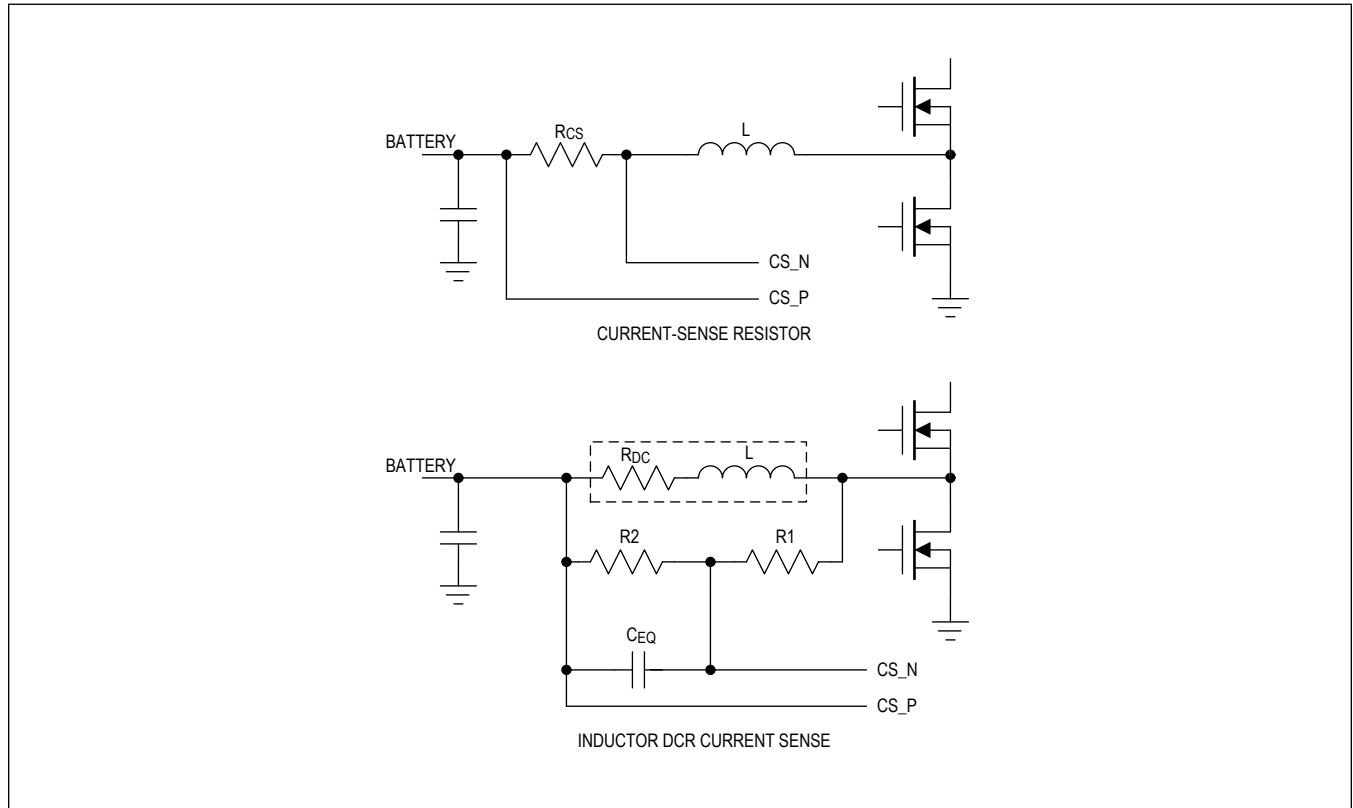 BATTERY
RCS
L
CS_N
CS_P
CURRENT-SENSE RESISTOR
BATTERY
RDC
L
R2
R1
CEQ
CS_N
CS_P
INDUCTOR DCR CURRENT SENSE